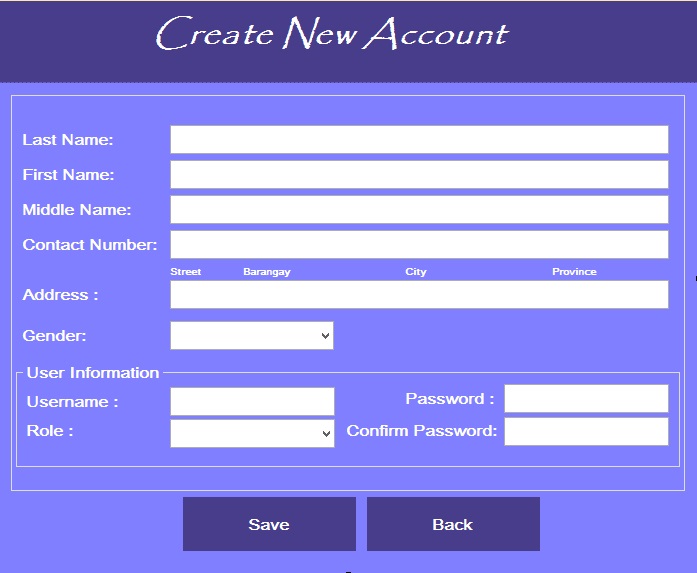 Create New Account
Last Name:
First Name:
Middle Name:
Contact Number:
Street Barangay City Province
Address :
Gender:
User Information
Username : Password :
Role : Confirm Password:
Save Back